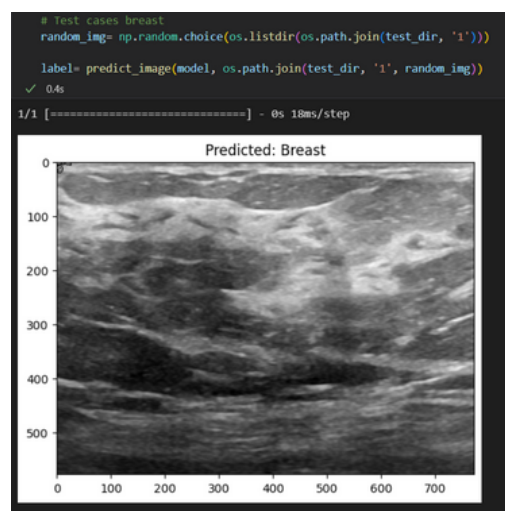 # Test cases breast
random_img= np.random.choice(os.listdir(os.path.join(test_dir, '1')))
label= predict_image(model, os.path.join(test_dir, '1', random_img))
✓ 0.4s
1/1 [==============================] - 0s 18ms/step
Predicted: Breast
0
100
200
300
400
500
0 100 200 300 400 500 600 700